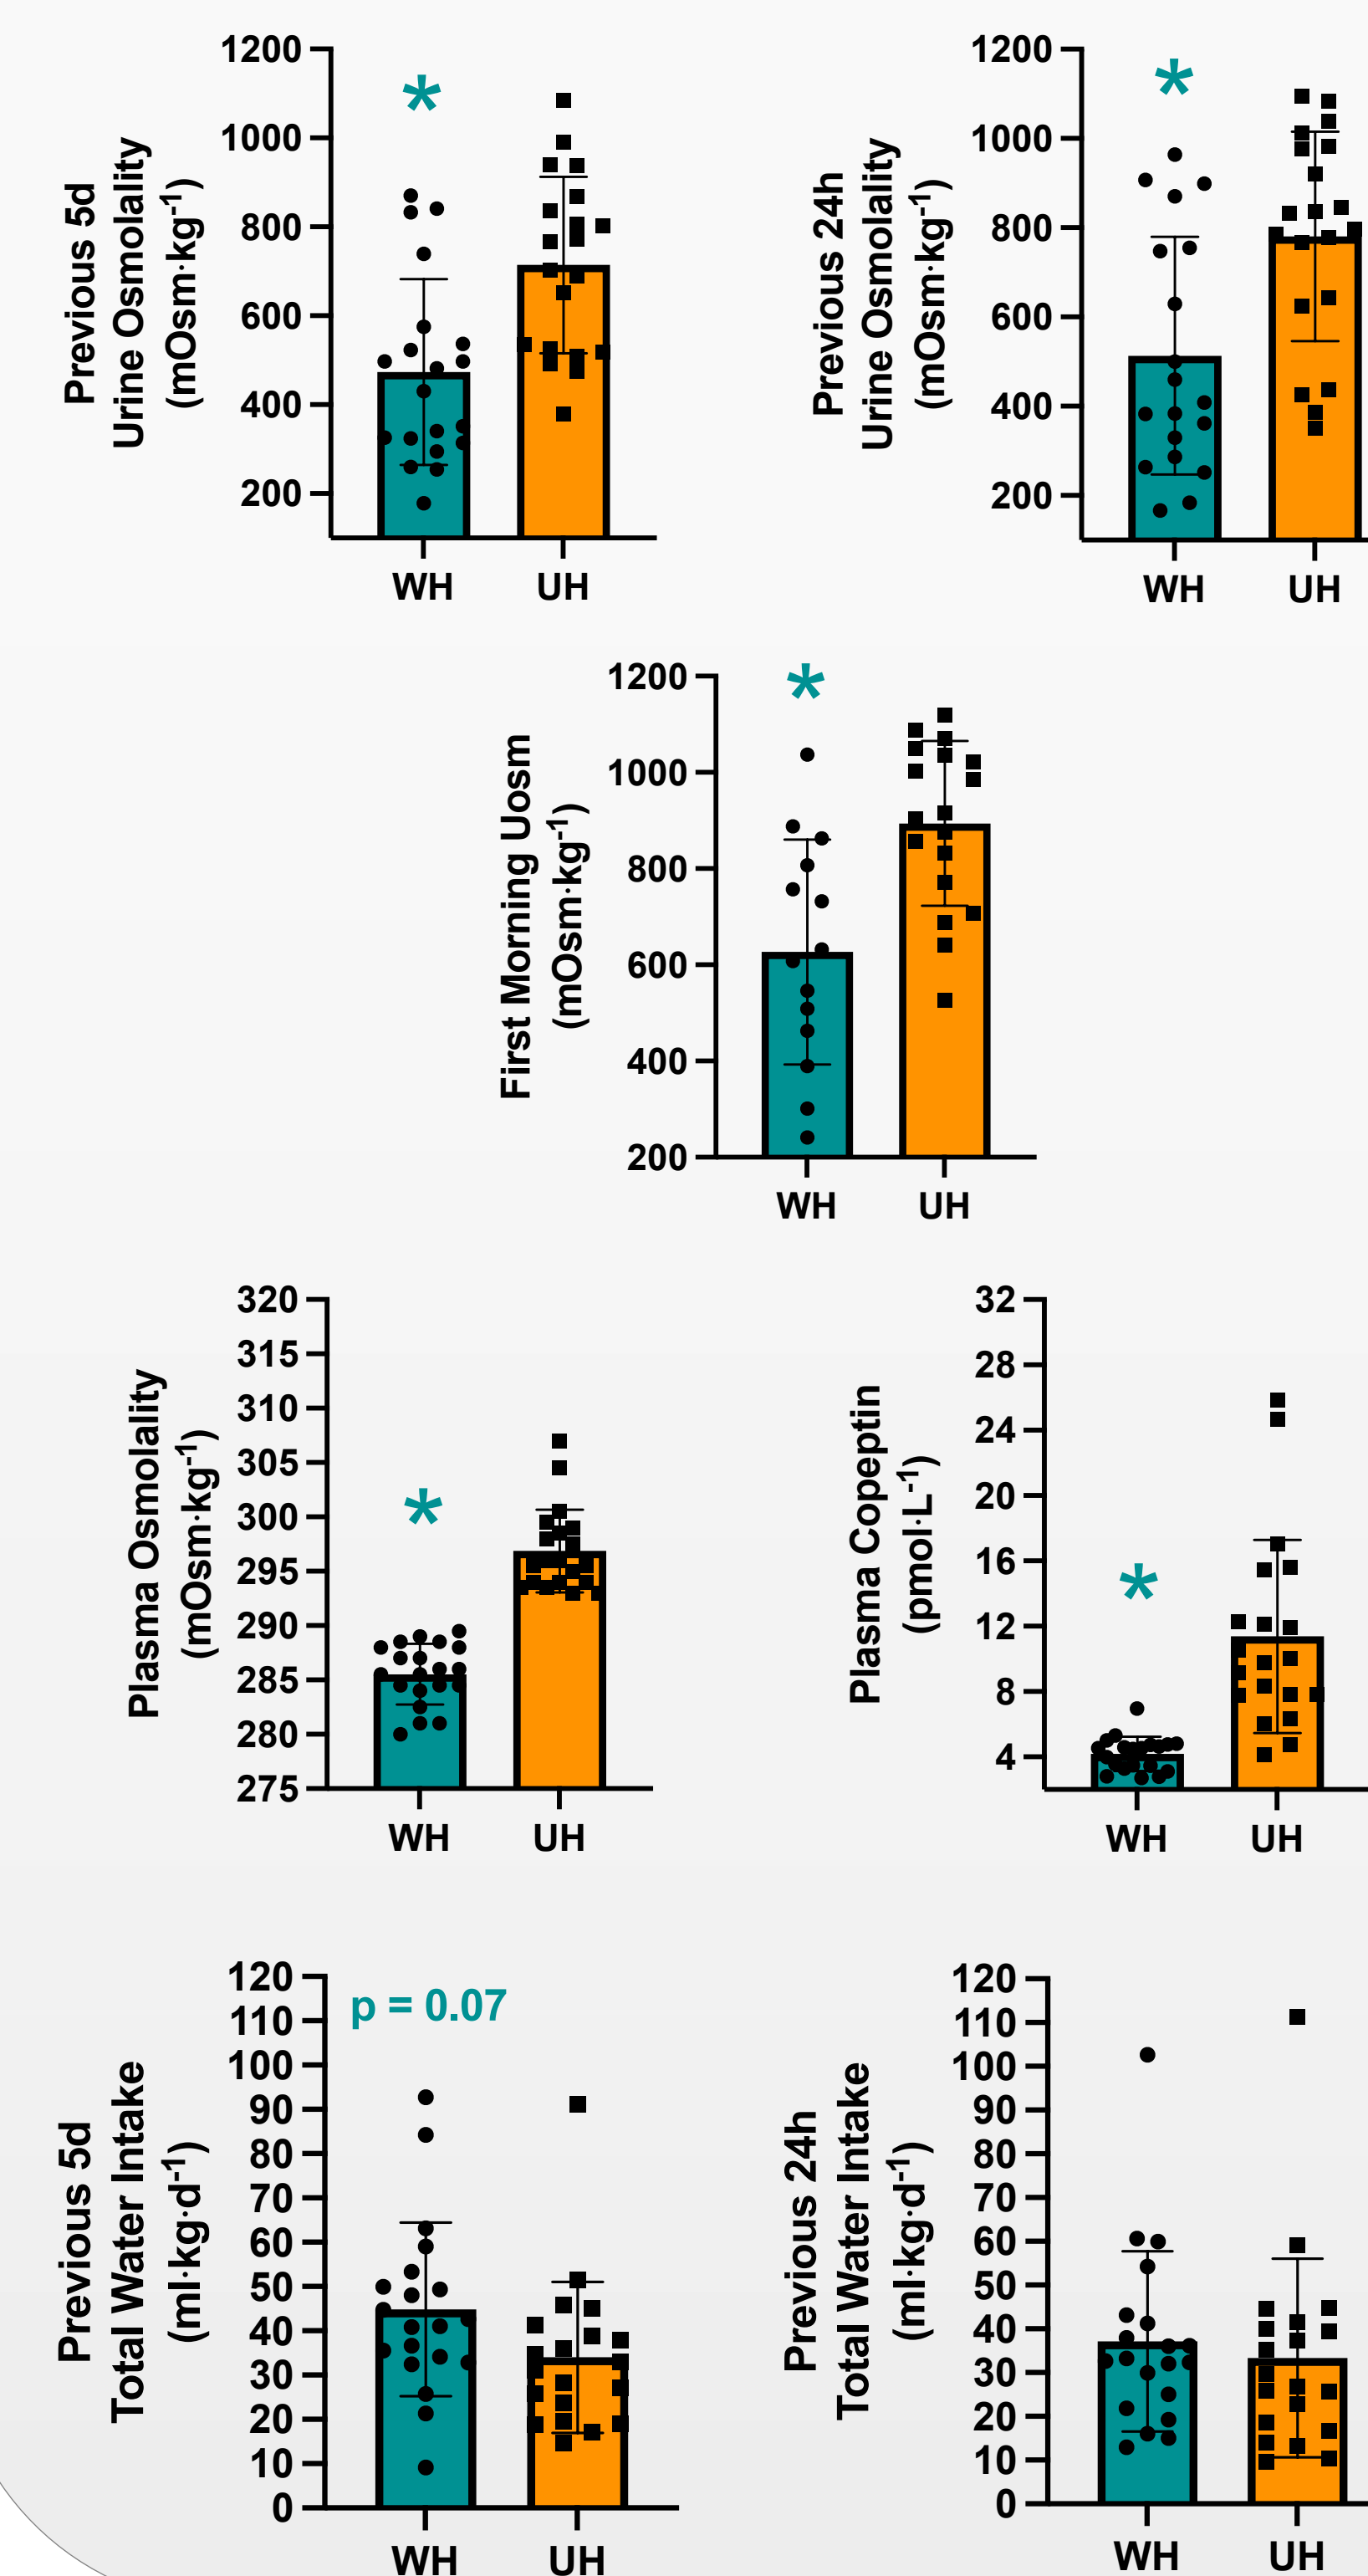 Previous 5d
Urine Osmolality
(mOsm·kg⁻¹)
1200
1000
800
600
400
200
*
WH UH
Previous 24h
Urine Osmolality
(mOsm·kg⁻¹)
1200
1000
800
600
400
200
*
WH UH
First Morning Uosm
(mOsm·kg⁻¹)
1200
1000
800
600
400
200
*
WH UH
Plasma Osmolality
(mOsm·kg⁻¹)
320
315
310
305
300
295
290
285
280
275
*
WH UH
Plasma Copeptin
(pmol·L⁻¹)
32
28
24
20
16
12
8
4
*
WH UH
Previous 5d
Total Water Intake
(ml·kg·d⁻¹)
120
110
100
90
80
70
60
50
40
30
20
10
0
p = 0.07
WH UH
Previous 24h
Total Water Intake
(ml·kg·d⁻¹)
120
110
100
90
80
70
60
50
40
30
20
10
0
WH UH